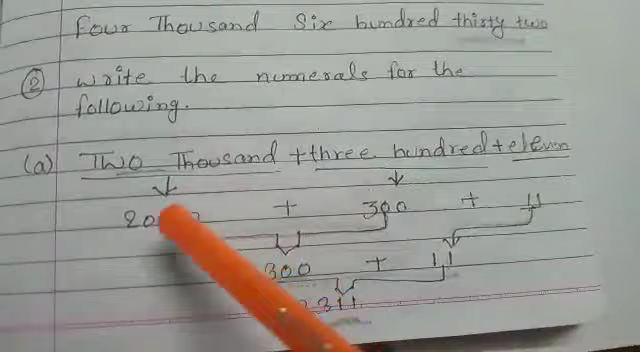 Four Thousand Six hundred thirty two
② Write the numerals for the
following.
(a) Two Thousand + three hundred + eleven
+ 300 + 11
300 + 11
311